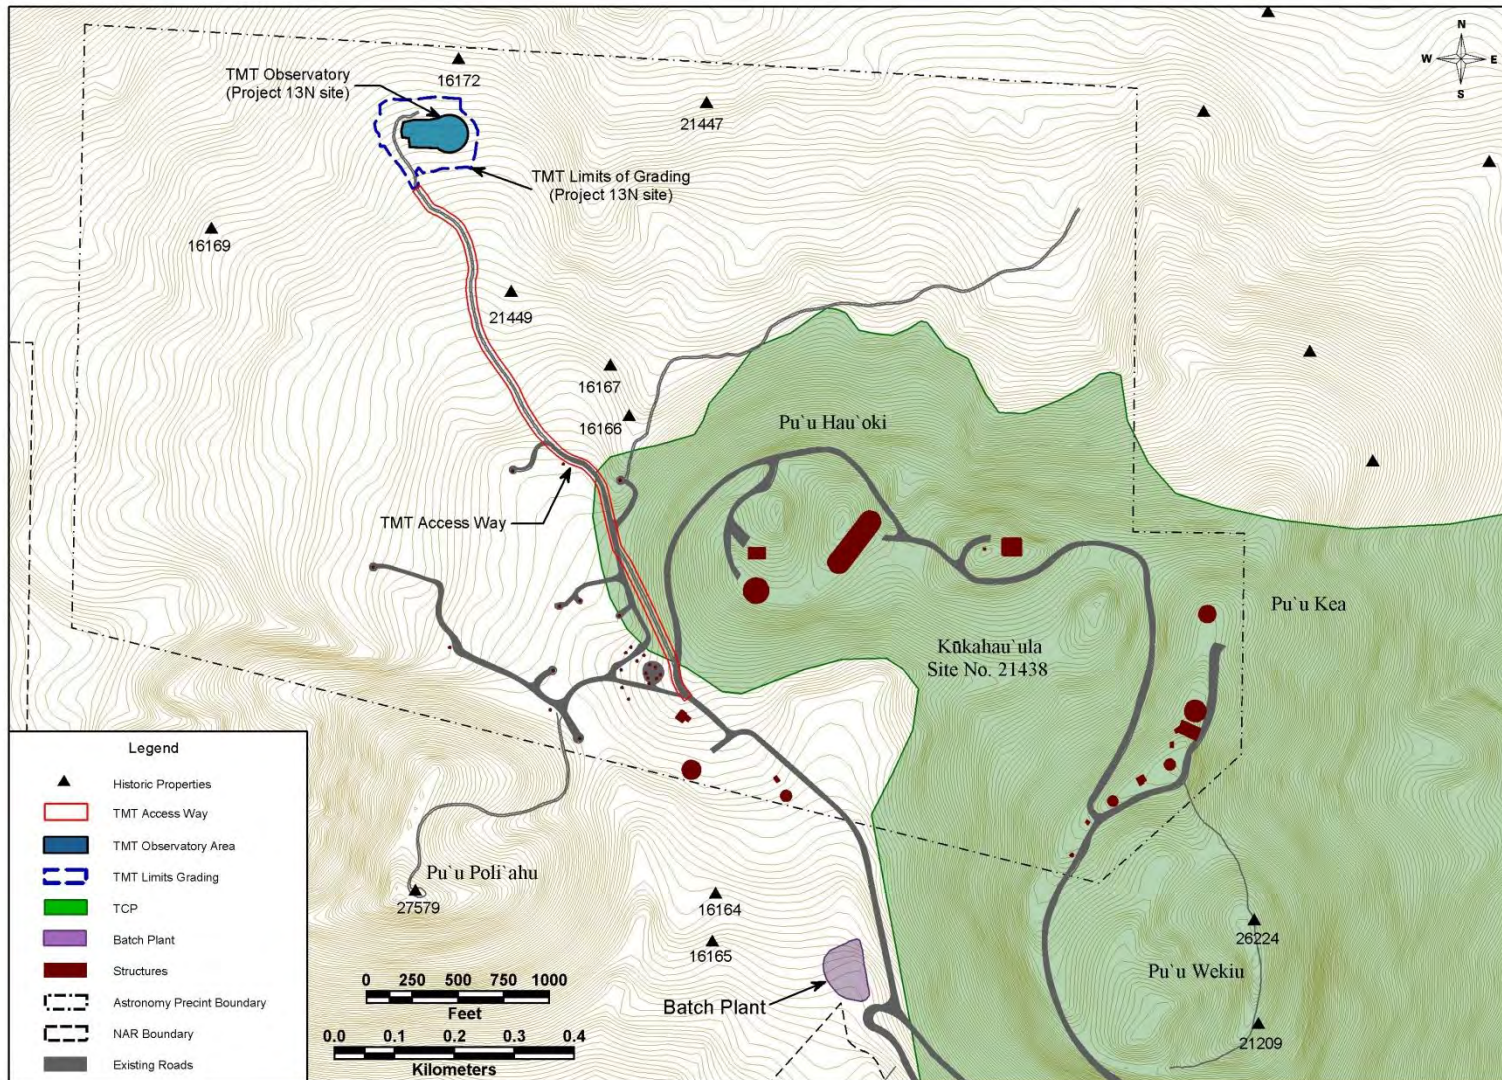 N
W E
S
TMT Observatory
(Project 13N site)
16172
21447
TMT Limits of Grading
(Project 13N site)
16169
21449
16167
16166
Pu`u Hau`oki
TMT Access Way
Pu`u Kea
Kūkahau`ula
Site No. 21438
Legend
Historic Properties
TMT Access Way
TMT Observatory Area
TMT Limits Grading
TCP
Batch Plant
Structures
Astronomy Precint Boundary
NAR Boundary
Existing Roads
Pu`u Poli`ahu
27579
16164
16165
26224
Pu`u Wekiu
21209
Batch Plant
0 250 500 750 1000
Feet
0.0 0.1 0.2 0.3 0.4
Kilometers